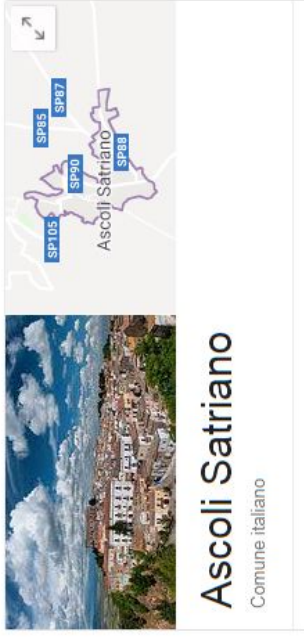 SP85
SP87
SP90
SP105
Ascoli Satriano
SP88
Ascoli Satriano
Comune italiano